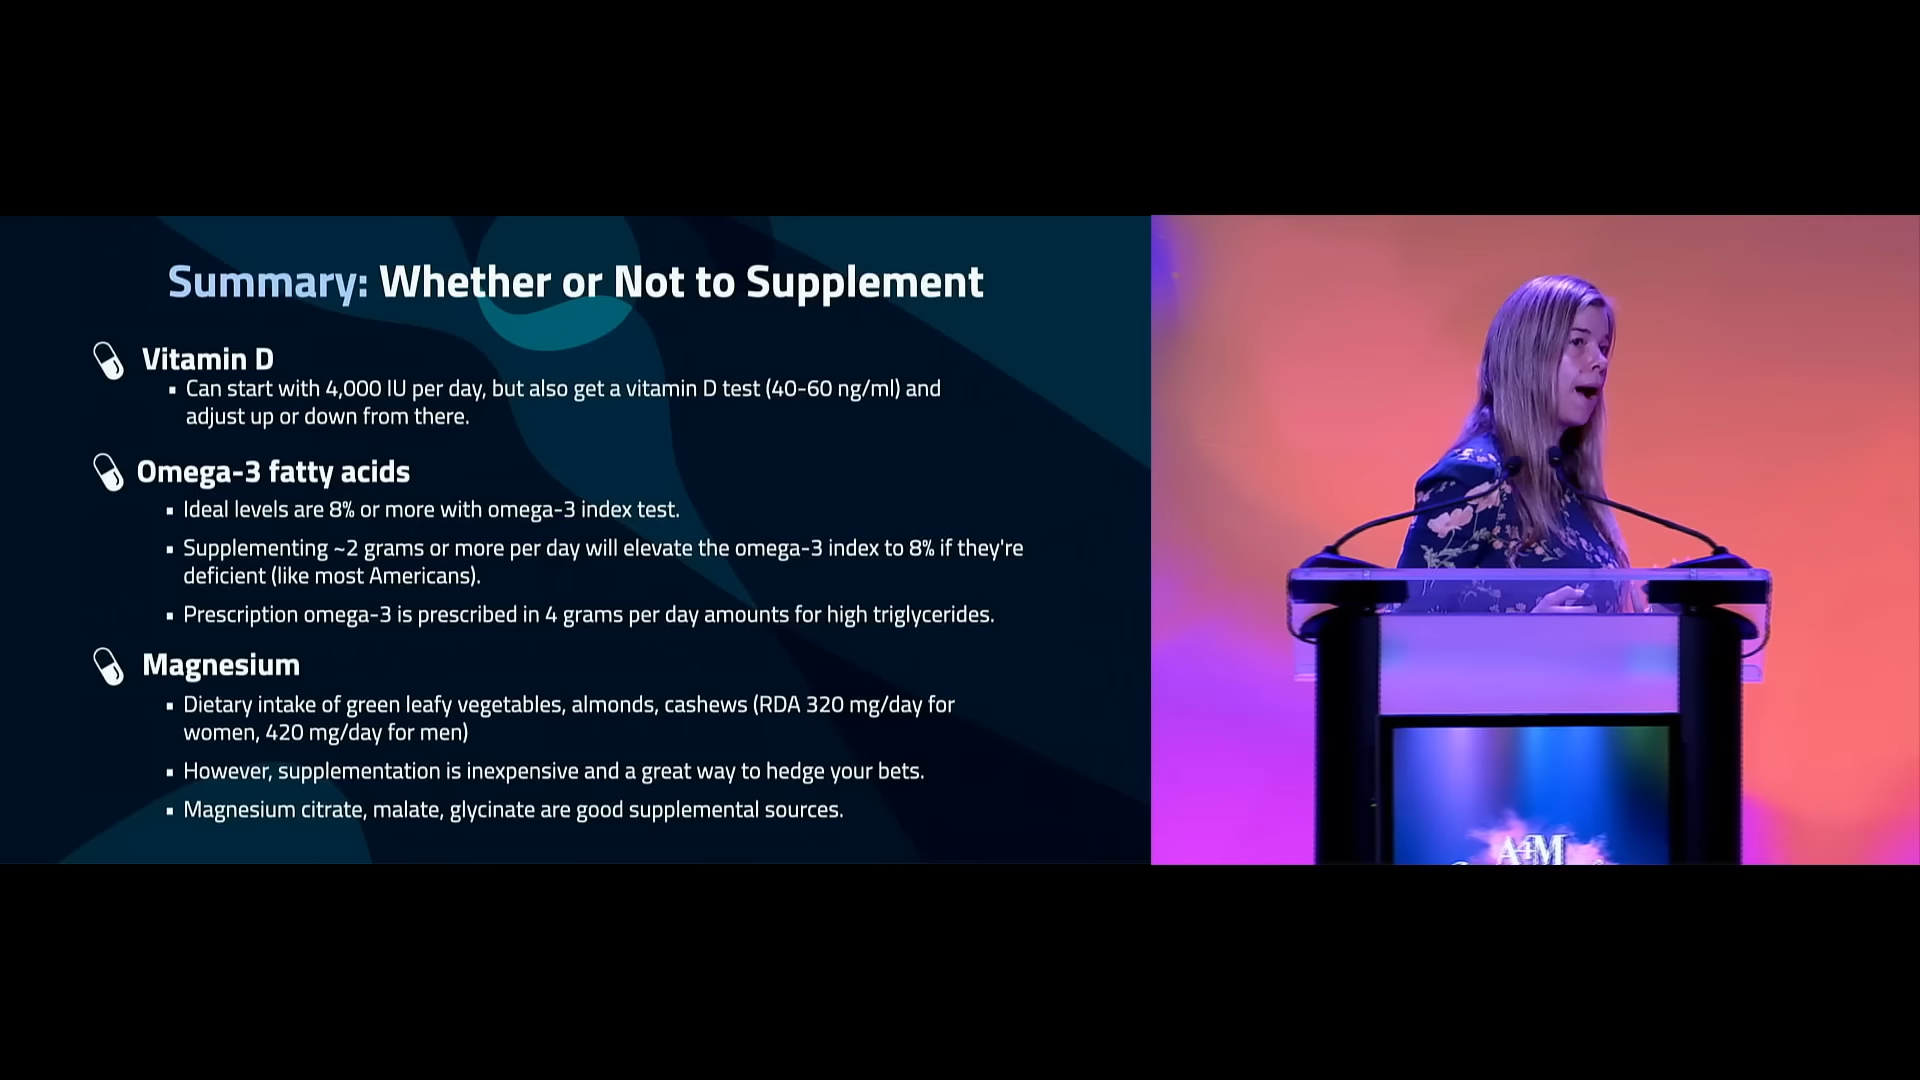 Summary: Whether or Not to Supplement
Vitamin D
▪ Can start with 4,000 IU per day, but also get a vitamin D test (40-60 ng/ml) and
adjust up or down from there.
Omega-3 fatty acids
▪ Ideal levels are 8% or more with omega-3 index test.
▪ Supplementing ~2 grams or more per day will elevate the omega-3 index to 8% if they're
deficient (like most Americans).
▪ Prescription omega-3 is prescribed in 4 grams per day amounts for high triglycerides.
Magnesium
▪ Dietary intake of green leafy vegetables, almonds, cashews (RDA 320 mg/day for
women, 420 mg/day for men)
▪ However, supplementation is inexpensive and a great way to hedge your bets.
▪ Magnesium citrate, malate, glycinate are good supplemental sources.
A4M